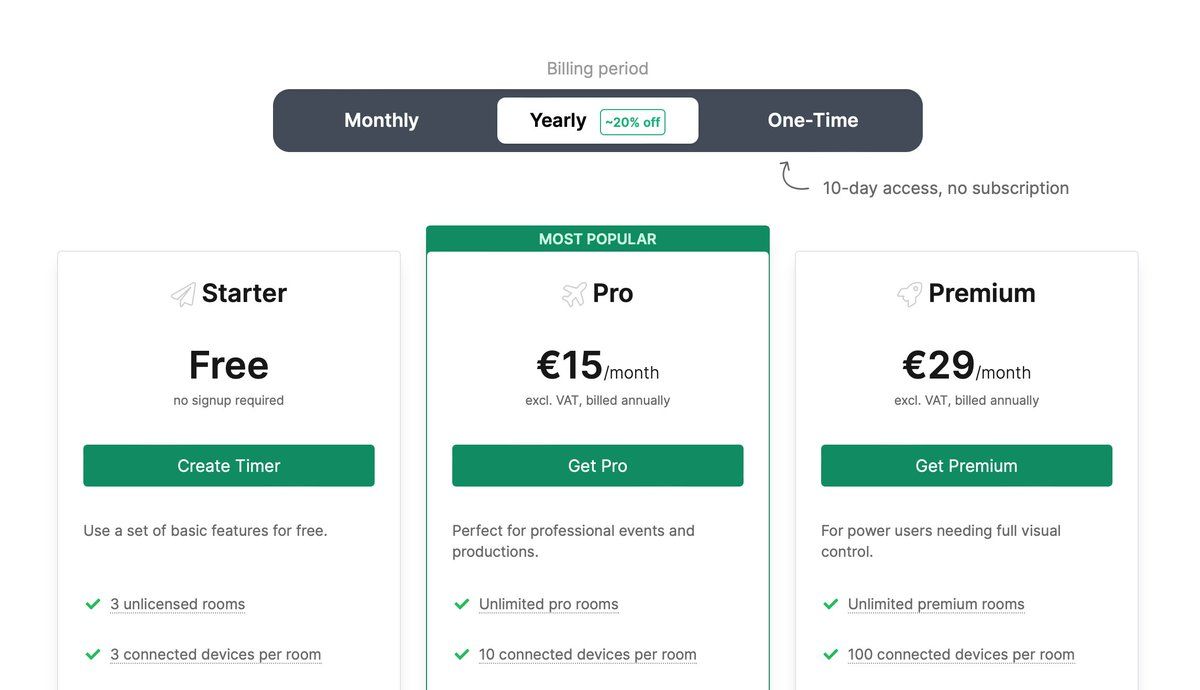 Billing period
Monthly
Yearly ~20% off
One-Time
10-day access, no subscription
Starter
Free
no signup required
Create Timer
Use a set of basic features for free.
3 unlicensed rooms
3 connected devices per room
MOST POPULAR
Pro
€15/month
excl. VAT, billed annually
Get Pro
Perfect for professional events and
productions.
Unlimited pro rooms
10 connected devices per room
Premium
€29/month
excl. VAT, billed annually
Get Premium
For power users needing full visual
control.
Unlimited premium rooms
100 connected devices per room